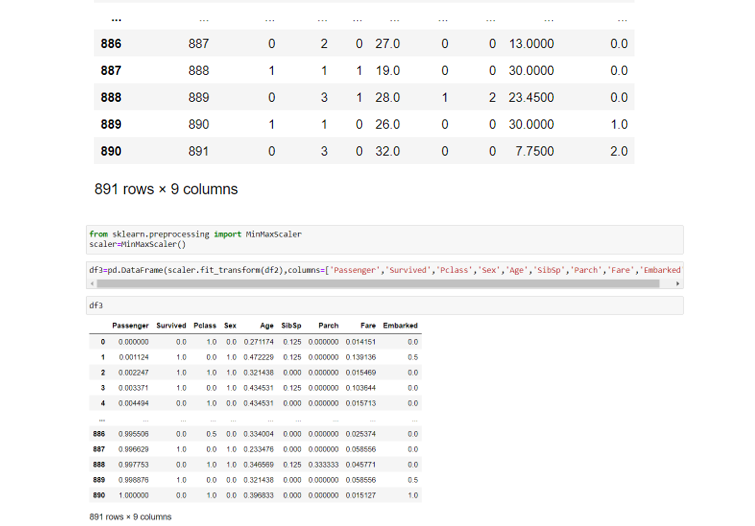 ... ... ... ... ... ... ... ... ... ...
886 887 0 2 0 27.0 0 0 13.0000 0.0
887 888 1 1 1 19.0 0 0 30.0000 0.0
888 889 0 3 1 28.0 1 2 23.4500 0.0
889 890 1 1 0 26.0 0 0 30.0000 1.0
890 891 0 3 0 32.0 0 0 7.7500 2.0
891 rows × 9 columns
from sklearn.preprocessing import MinMaxScaler
scaler=MinMaxScaler()
df3=pd.DataFrame(scaler.fit_transform(df2),columns=['Passenger','Survived','Pclass','Sex','Age','SibSp','Parch','Fare','Embarked
df3
Passenger Survived Pclass Sex Age SibSp Parch Fare Embarked
0 0.000000 0.0 1.0 0.0 0.271174 0.125 0.000000 0.014151 0.0
1 0.001124 1.0 0.0 1.0 0.472229 0.125 0.000000 0.139136 0.5
2 0.002247 1.0 1.0 1.0 0.321438 0.000 0.000000 0.015469 0.0
3 0.003371 1.0 0.0 1.0 0.434531 0.125 0.000000 0.103644 0.0
4 0.004494 0.0 1.0 0.0 0.434531 0.000 0.000000 0.015713 0.0
... ... ... ... ... ... ... ... ... ...
886 0.995506 0.0 0.5 0.0 0.334004 0.000 0.000000 0.025374 0.0
887 0.996629 1.0 0.0 1.0 0.233476 0.000 0.000000 0.058556 0.0
888 0.997753 0.0 1.0 1.0 0.346569 0.125 0.333333 0.045771 0.0
889 0.998876 1.0 0.0 0.0 0.321438 0.000 0.000000 0.058556 0.5
890 1.000000 0.0 1.0 0.0 0.396833 0.000 0.000000 0.015127 1.0
891 rows × 9 columns